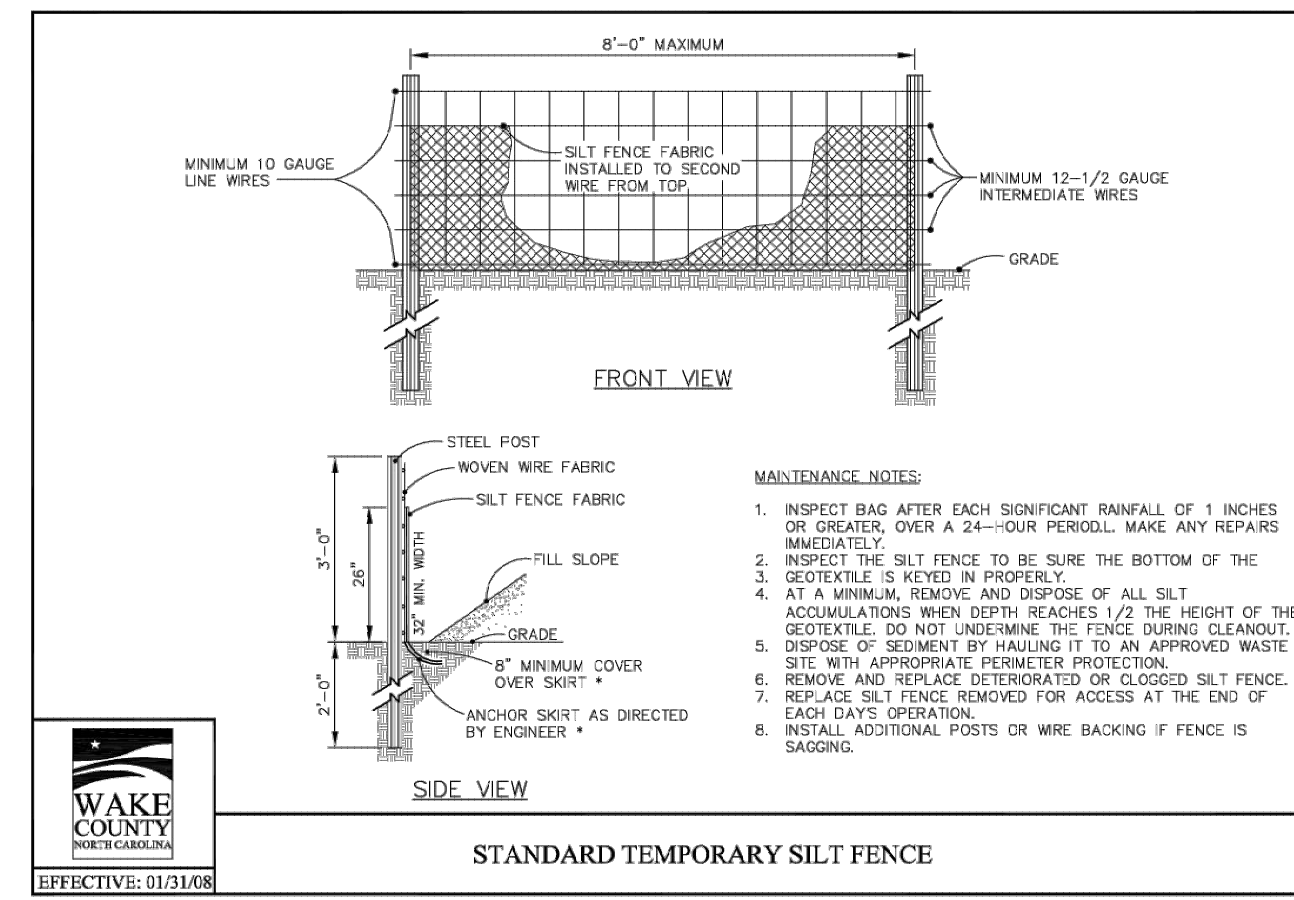 8'-0" MAXIMUM
MINIMUM 10 GAUGE
LINE WIRES
SILT FENCE FABRIC
INSTALLED TO SECOND
WIRE FROM TOP
MINIMUM 12-1/2 GAUGE
INTERMEDIATE WIRES
GRADE
FRONT VIEW
STEEL POST
WOVEN WIRE FABRIC
SILT FENCE FABRIC
3'-0"
26"
32" MIN. WIDTH
FILL SLOPE
GRADE
8" MINIMUM COVER
OVER SKIRT *
2'-0"
ANCHOR SKIRT AS DIRECTED
BY ENGINEER *
SIDE VIEW
MAINTENANCE NOTES:
1. INSPECT BAG AFTER EACH SIGNIFICANT RAINFALL OF 1 INCHES
OR GREATER, OVER A 24-HOUR PERIOD.L. MAKE ANY REPAIRS
IMMEDIATELY.
2. INSPECT THE SILT FENCE TO BE SURE THE BOTTOM OF THE
3. GEOTEXTILE IS KEYED IN PROPERLY.
4. AT A MINIMUM, REMOVE AND DISPOSE OF ALL SILT
ACCUMULATIONS WHEN DEPTH REACHES 1/2 THE HEIGHT OF THE
GEOTEXTILE. DO NOT UNDERMINE THE FENCE DURING CLEANOUT.
5. DISPOSE OF SEDIMENT BY HAULING IT TO AN APPROVED WASTE
SITE WITH APPROPRIATE PERIMETER PROTECTION.
6. REMOVE AND REPLACE DETERIORATED OR CLOGGED SILT FENCE.
7. REPLACE SILT FENCE REMOVED FOR ACCESS AT THE END OF
EACH DAY'S OPERATION.
8. INSTALL ADDITIONAL POSTS OR WIRE BACKING IF FENCE IS
SAGGING.
WAKE
COUNTY
NORTH CAROLINA
EFFECTIVE: 01/31/08
STANDARD TEMPORARY SILT FENCE